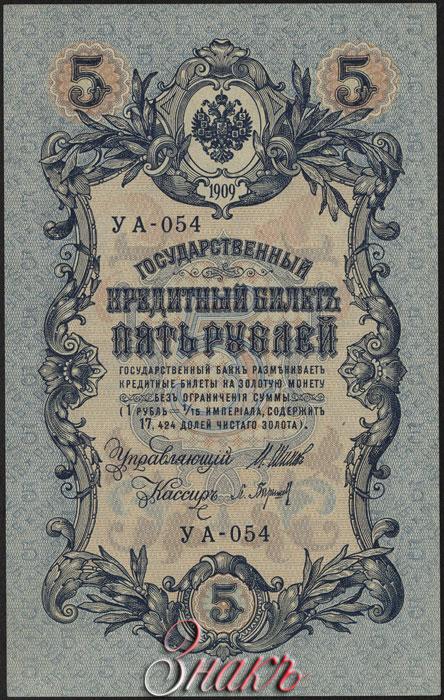 5 5
1909
УА-054
ГОСУДАРСТВЕННЫЙ
КРЕДИТНЫЙ БИЛЕТЪ
ПЯТЬ РУБЛЕЙ
ГОСУДАРСТВЕННЫЙ БАНКЪ РАЗМѢНИВАЕТЪ
КРЕДИТНЫЕ БИЛЕТЫ НА ЗОЛОТУЮ МОНЕТУ
БЕЗЪ ОГРАНИЧЕНІЯ СУММЫ
(1 РУБЛЬ — 1/15 ИМПЕРІАЛА, СОДЕРЖИТЪ
17,424 ДОЛЕЙ ЧИСТАГО ЗОЛОТА).
Управляющій И. Шипов
Кассиръ
УА-054
5
Знакъ